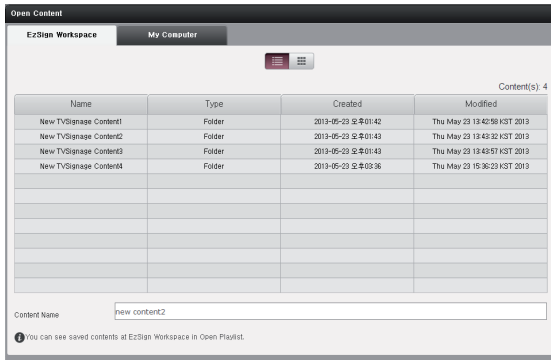 Open Content
EzSign Workspace My Computer
Content(s): 4
Name Type Created Modified
New TVSignage Content1 Folder 2013-05-23 오후01:42 Thu May 23 13:42:58 KST 2013
New TVSignage Content2 Folder 2013-05-23 오후01:43 Thu May 23 13:43:32 KST 2013
New TVSignage Content3 Folder 2013-05-23 오후01:43 Thu May 23 13:43:57 KST 2013
New TVSignage Content4 Folder 2013-05-23 오후03:36 Thu May 23 15:36:23 KST 2013
Content Name new content2
You can see saved contents at EzSign Workspace in Open Playlist.